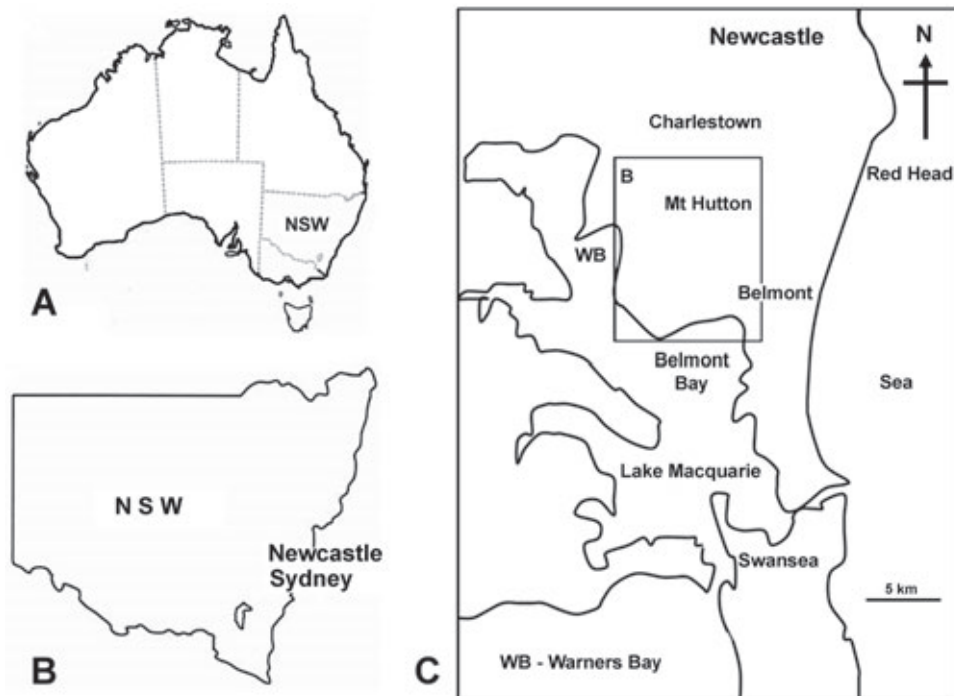 NSW
A
N S W
Newcastle
Sydney
B
Newcastle
N
Charlestown
Red Head
B
Mt Hutton
WB
Belmont
Belmont
Bay
Sea
Lake Macquarie
Swansea
5 km
WB - Warners Bay
C